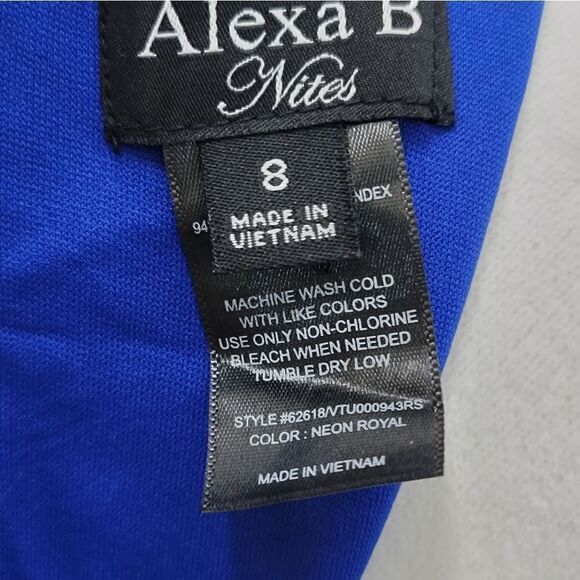 Alexa B
Nites
8
MADE IN
VIETNAM
94
MACHINE WASH COLD
WITH LIKE COLORS
USE ONLY NON-CHLORINE
BLEACH WHEN NEEDED
TUMBLE DRY LOW
STYLE #62618/VTU000943RS
COLOR : NEON ROYAL
MADE IN VIETNAM